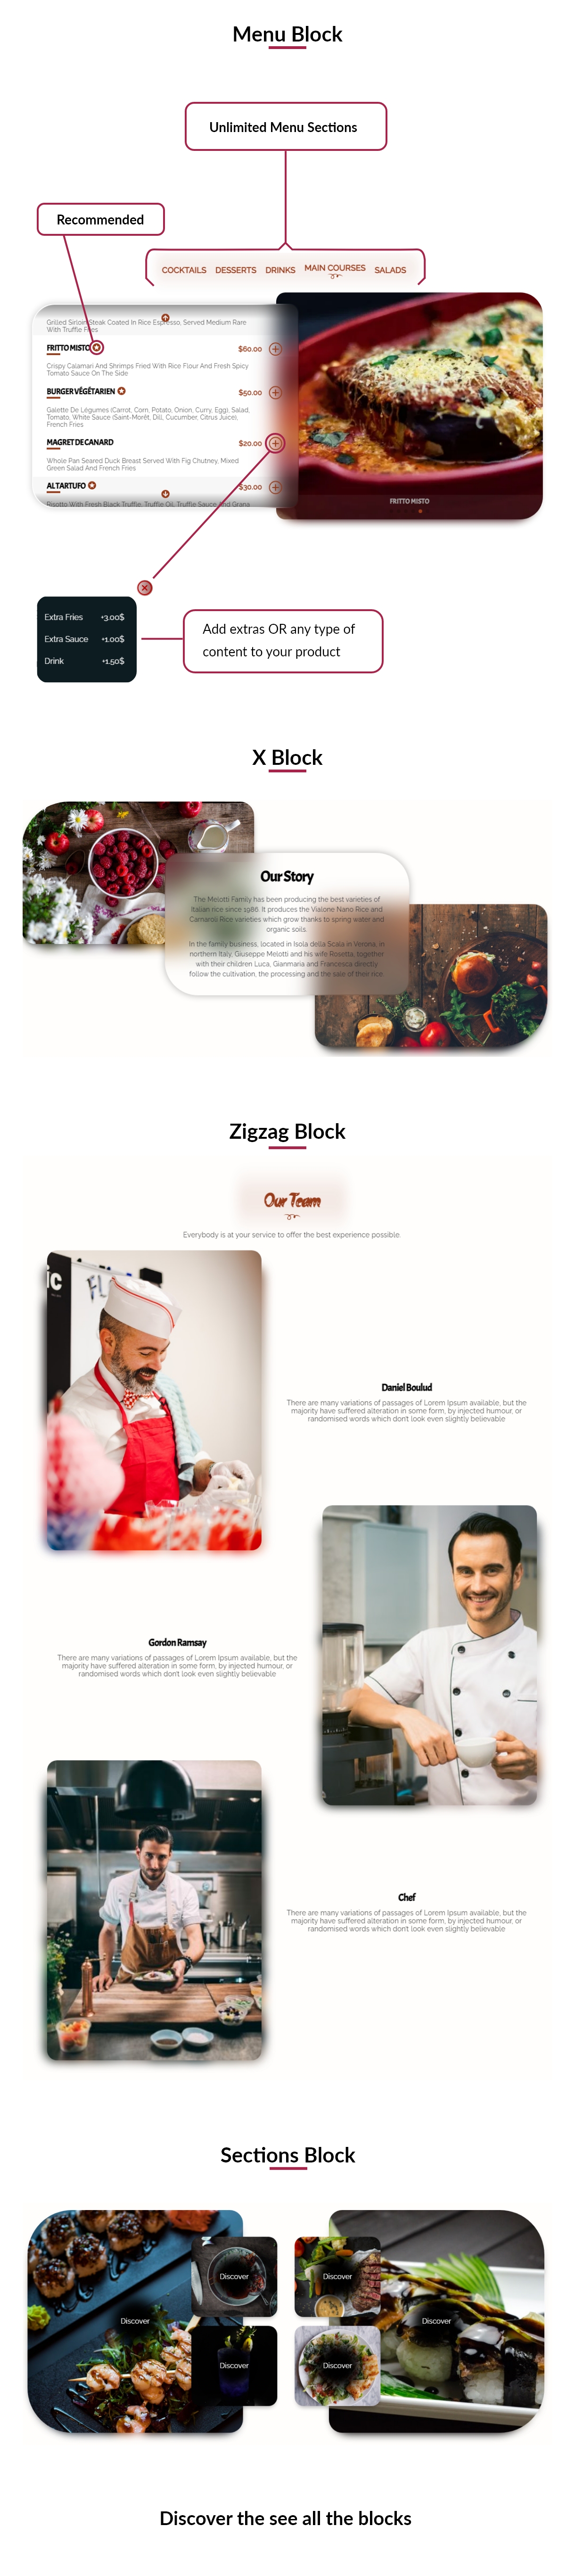 Menu Block
Unlimited Menu Sections
Recommended
COCKTAILS DESSERTS DRINKS MAIN COURSES SALADS
Grilled Sirloin Steak Coated In Rice Espresso, Served Medium Rare
With Truffle Fries
FRITTO MISTO $60.00
Crispy Calamari And Shrimps Fried With Rice Flour And Fresh Spicy
Tomato Sauce On The Side
BURGER VÉGÉTARIEN $50.00
Galette De Légumes (Carrot, Corn, Potato, Onion, Curry, Egg), Salad,
Tomato, White Sauce (Saint-Morêt, Dill, Cucumber, Citrus Juice),
French Fries
MAGRET DE CANARD $20.00
Whole Pan Seared Duck Breast Served With Fig Chutney, Mixed
Green Salad And French Fries
AL TARTUFO $30.00
Risotto With Fresh Black Truffle, Truffle Oil, Truffle Sauce And Grana
FRITTO MISTO
Extra Fries +3.00$
Extra Sauce +1.00$
Drink +1.50$
Add extras OR any type of
content to your product
X Block
Our Story
The Melotti Family has been producing the best varieties of
Italian rice since 1986. It produces the Vialone Nano Rice and
Carnaroli Rice varieties which grow thanks to spring water and
organic soils.
In the family business, located in Isola della Scala in Verona, in
northern Italy, Giuseppe Melotti and his wife Rosetta, together
with their children Luca, Gianmaria and Francesca directly
follow the cultivation, the processing and the sale of their rice.
Zigzag Block
Our Team
Everybody is at your service to offer the best experience possible.
Daniel Boulud
There are many variations of passages of Lorem Ipsum available, but the
majority have suffered alteration in some form, by injected humour, or
randomised words which don't look even slightly believable
Gordon Ramsay
There are many variations of passages of Lorem Ipsum available, but the
majority have suffered alteration in some form, by injected humour, or
randomised words which don't look even slightly believable
Chef
There are many variations of passages of Lorem Ipsum available, but the
majority have suffered alteration in some form, by injected humour, or
randomised words which don't look even slightly believable
Sections Block
Discover
Discover
Discover
Discover
Discover
Discover
Discover the see all the blocks